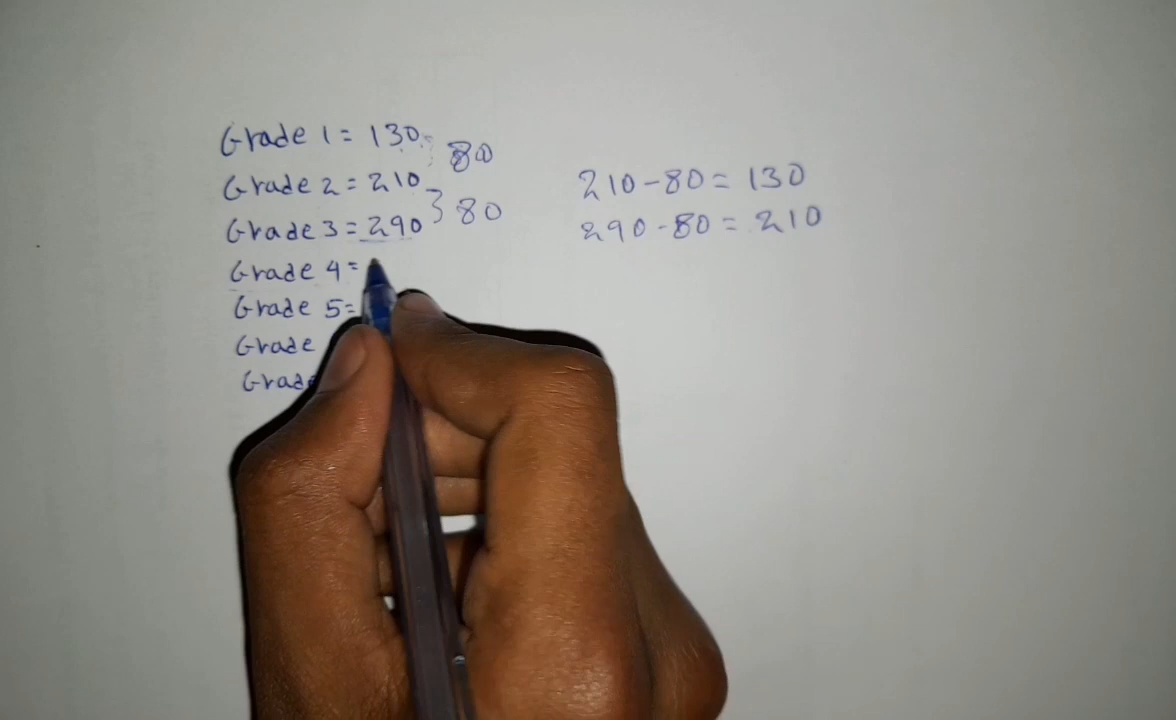 Grade 1 = 130
80
Grade 2 = 210
80
Grade 3 = 290
Grade 4 =
Grade 5 =
Grade
Grade
210 - 80 = 130
290 - 80 = 210